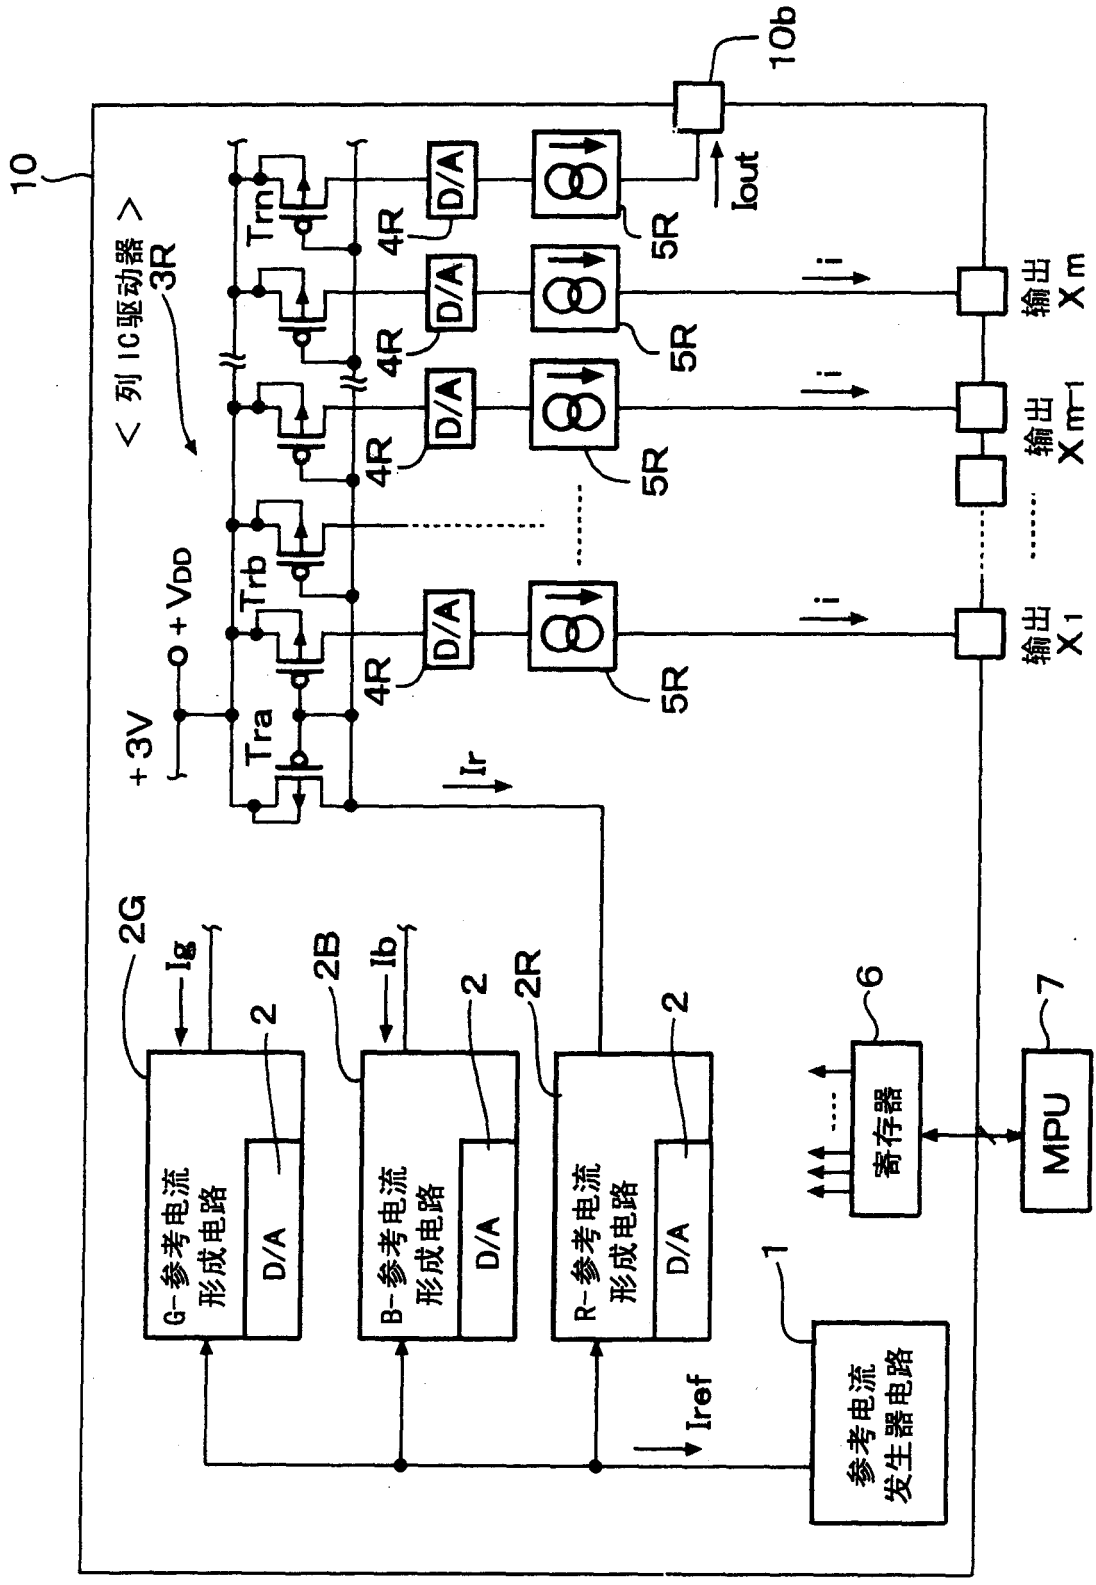 10
< 列 IC 驱动器 >
3R
+3V
+VDD
Tra
Trb
Trn
Ir
4R
D/A
5R
i
4R
D/A
5R
i
4R
D/A
5R
i
4R
D/A
5R
Iout
10b
输出
X1
输出
Xm-1
输出
Xm
2G
Ig
G-参考电流
形成电路
D/A
2
2B
Ib
B-参考电流
形成电路
D/A
2
2R
R-参考电流
形成电路
D/A
2
Iref
1
参考电流
发生器电路
6
寄存器
7
MPU